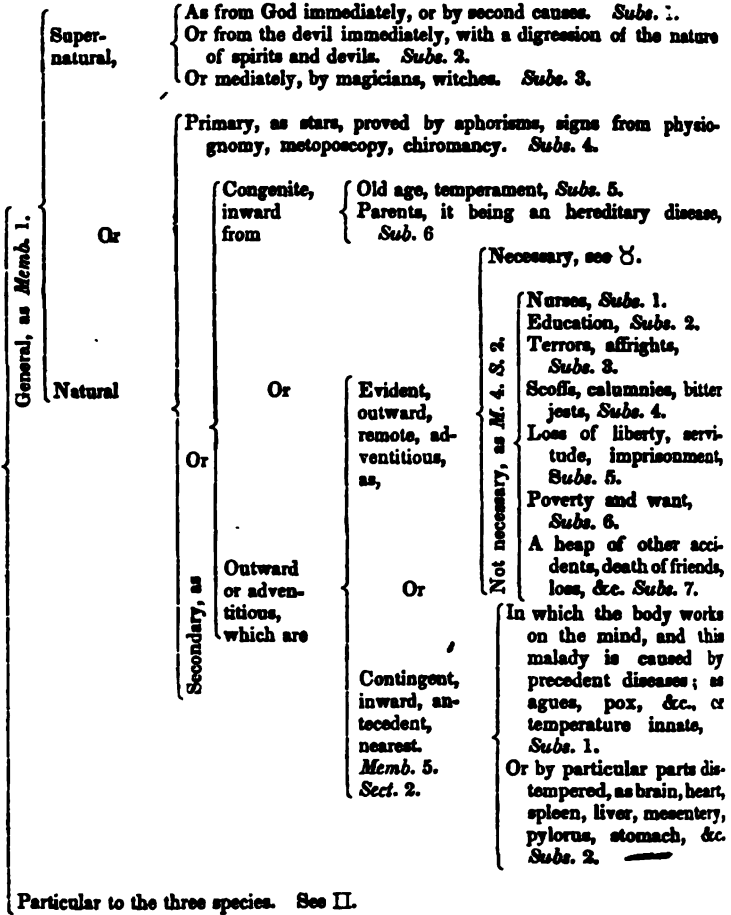 General, as Memb. 1.
Super-
natural,
As from God immediately, or by second causes. Subs. 1.
Or from the devil immediately, with a digression of the nature
of spirits and devils. Subs. 2.
Or mediately, by magicians, witches. Subs. 3.
Or
Natural
Primary, as stars, proved by aphorisms, signs from physio-
gnomy, metoposcopy, chiromancy. Subs. 4.
Or
Secondary, as
Congenite,
inward
from
Old age, temperament, Subs. 5.
Parents, it being an hereditary disease,
Sub. 6
Or
Outward
or adven-
titious,
which are
Evident,
outward,
remote, ad-
ventitious,
as,
Necessary, see ♉.
Not necessary, as M. 4. S. 2.
Nurses, Subs. 1.
Education, Subs. 2.
Terrors, affrights,
Subs. 3.
Scoffs, calumnies, bitter
jests, Subs. 4.
Loss of liberty, servi-
tude, imprisonment,
Subs. 5.
Poverty and want,
Subs. 6.
A heap of other acci-
dents, death of friends,
loss, &c. Subs. 7.
Or
Contingent,
inward, an-
tecedent,
nearest.
Memb. 5.
Sect. 2.
In which the body works
on the mind, and this
malady is caused by
precedent diseases; as
agues, pox, &c., or
temperature innate,
Subs. 1.
Or by particular parts dis-
tempered, as brain, heart,
spleen, liver, mesentery,
pylorus, stomach, &c.
Subs. 2.
Particular to the three species. See ♊.